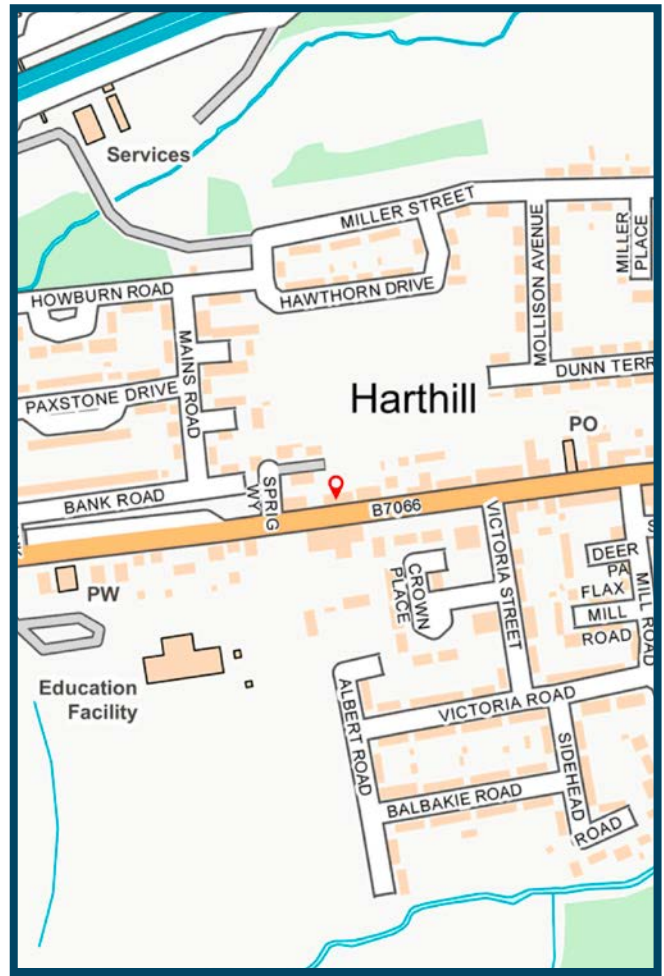 Services
MILLER STREET
MOLLISON AVENUE
MILLER
PLACE
HOWBURN ROAD
HAWTHORN DRIVE
MAINS ROAD
DUNN TERR
PAXSTONE DRIVE
Harthill
PO
BANK ROAD
SPRIG
WY
B7066
VICTORIA STREET
CROWN
PLACE
DEER
PA
FLAX
MILL
ROAD
MILL ROAD
PW
Education
Facility
ALBERT ROAD
VICTORIA ROAD
SIDEHEAD
ROAD
BALBAKIE ROAD